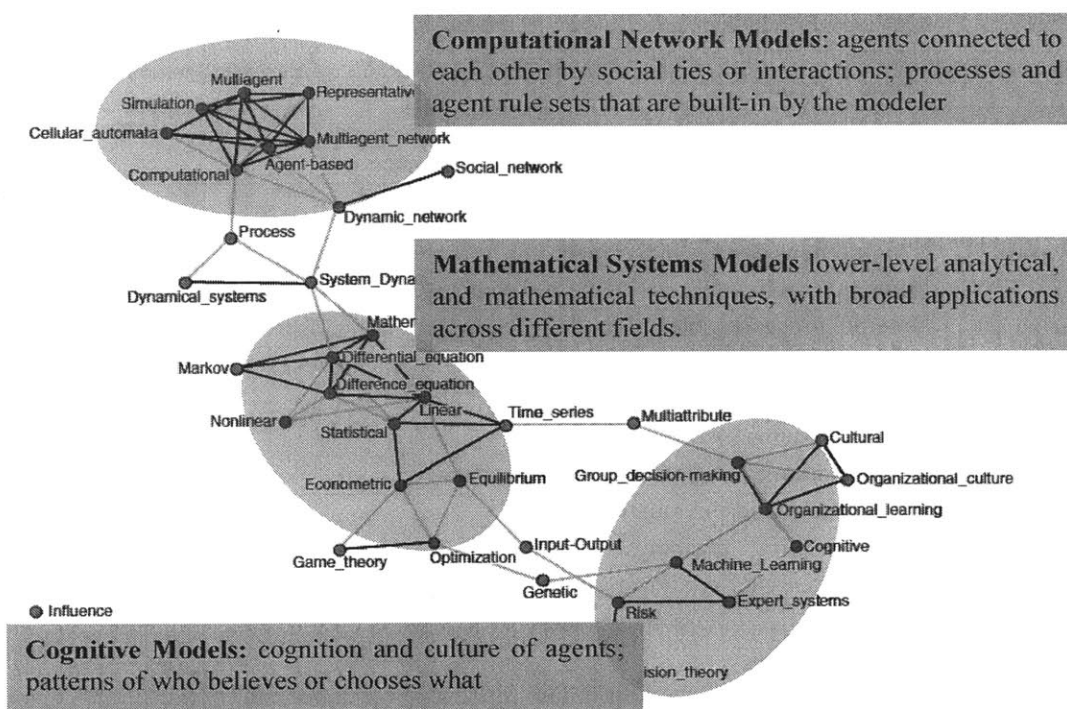 Computational Network Models: agents connected to
each other by social ties or interactions; processes and
agent rule sets that are built-in by the modeler
Multiagent
Simulation
Representative
Cellular_automata
Multiagent_network
Agent-based
Computational
Social_network
Dynamic_network
Process
Mathematical Systems Models lower-level analytical,
and mathematical techniques, with broad applications
across different fields.
System_Dyna
Dynamical_systems
Mather
Differential_equation
Markov
Difference_equation
Linear
Nonlinear
Statistical
Time_series
Multiattribute
Cultural
Group_decision-making
Organizational_culture
Econometric
Equilibrium
Organizational_learning
Input-Output
Cognitive
Game_theory
Optimization
Machine_Learning
Genetic
Expert_systems
Risk
Influence
Cognitive Models: cognition and culture of agents;
patterns of who believes or chooses what
ision_theory